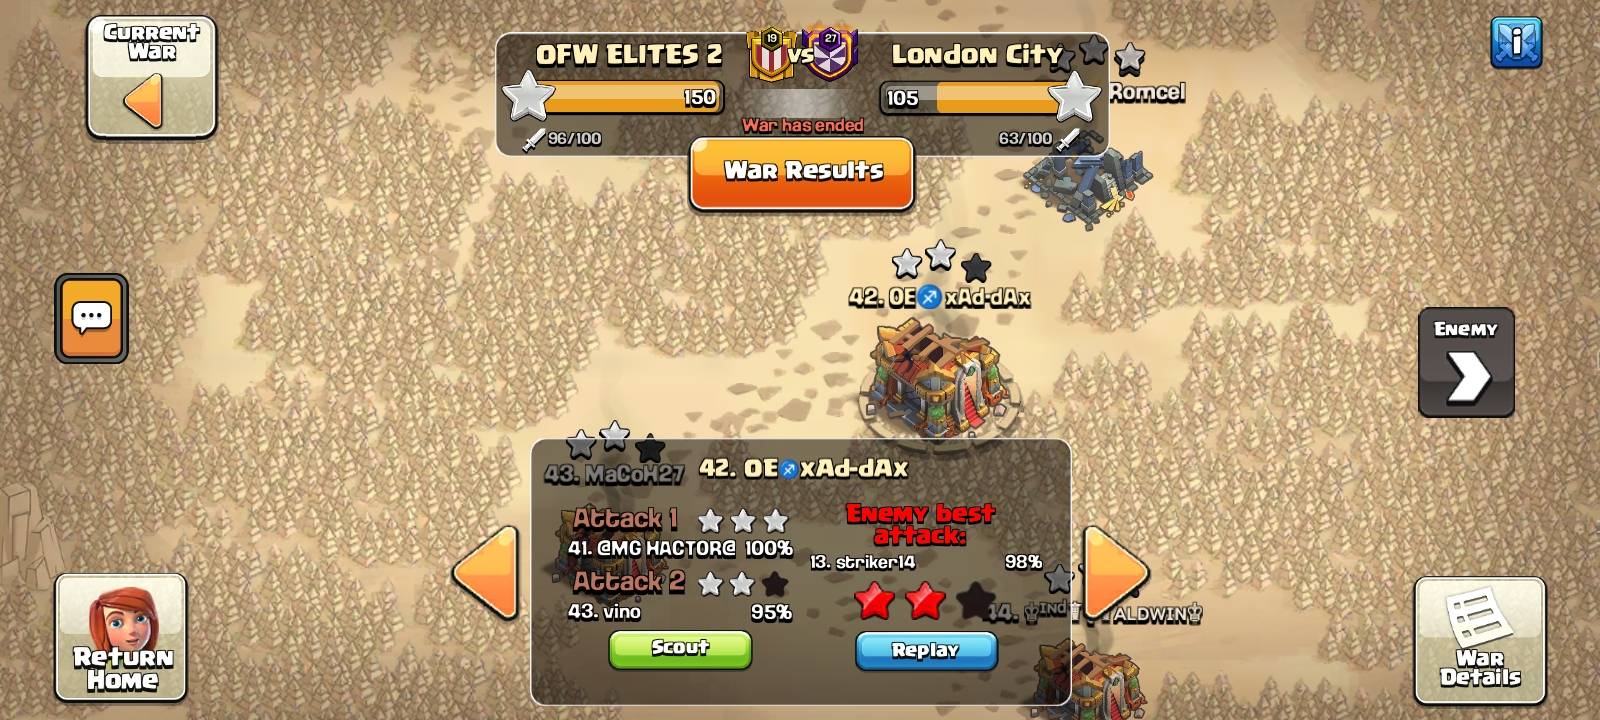 Current
War
OFW ELITES 2
19
VS
27
London City
150
105
Romcel
War has ended
96/100
63/100
War Results
42. OE♐xAd-dAx
Enemy
43. MaCoH27
42. OE♐xAd-dAx
Attack 1
41. @MG HACTOR@ 100%
Attack 2
43. vino 95%
Scout
Enemy best
attack:
13. striker14 98%
Replay
ALDWIN♔
Return
Home
War
Details